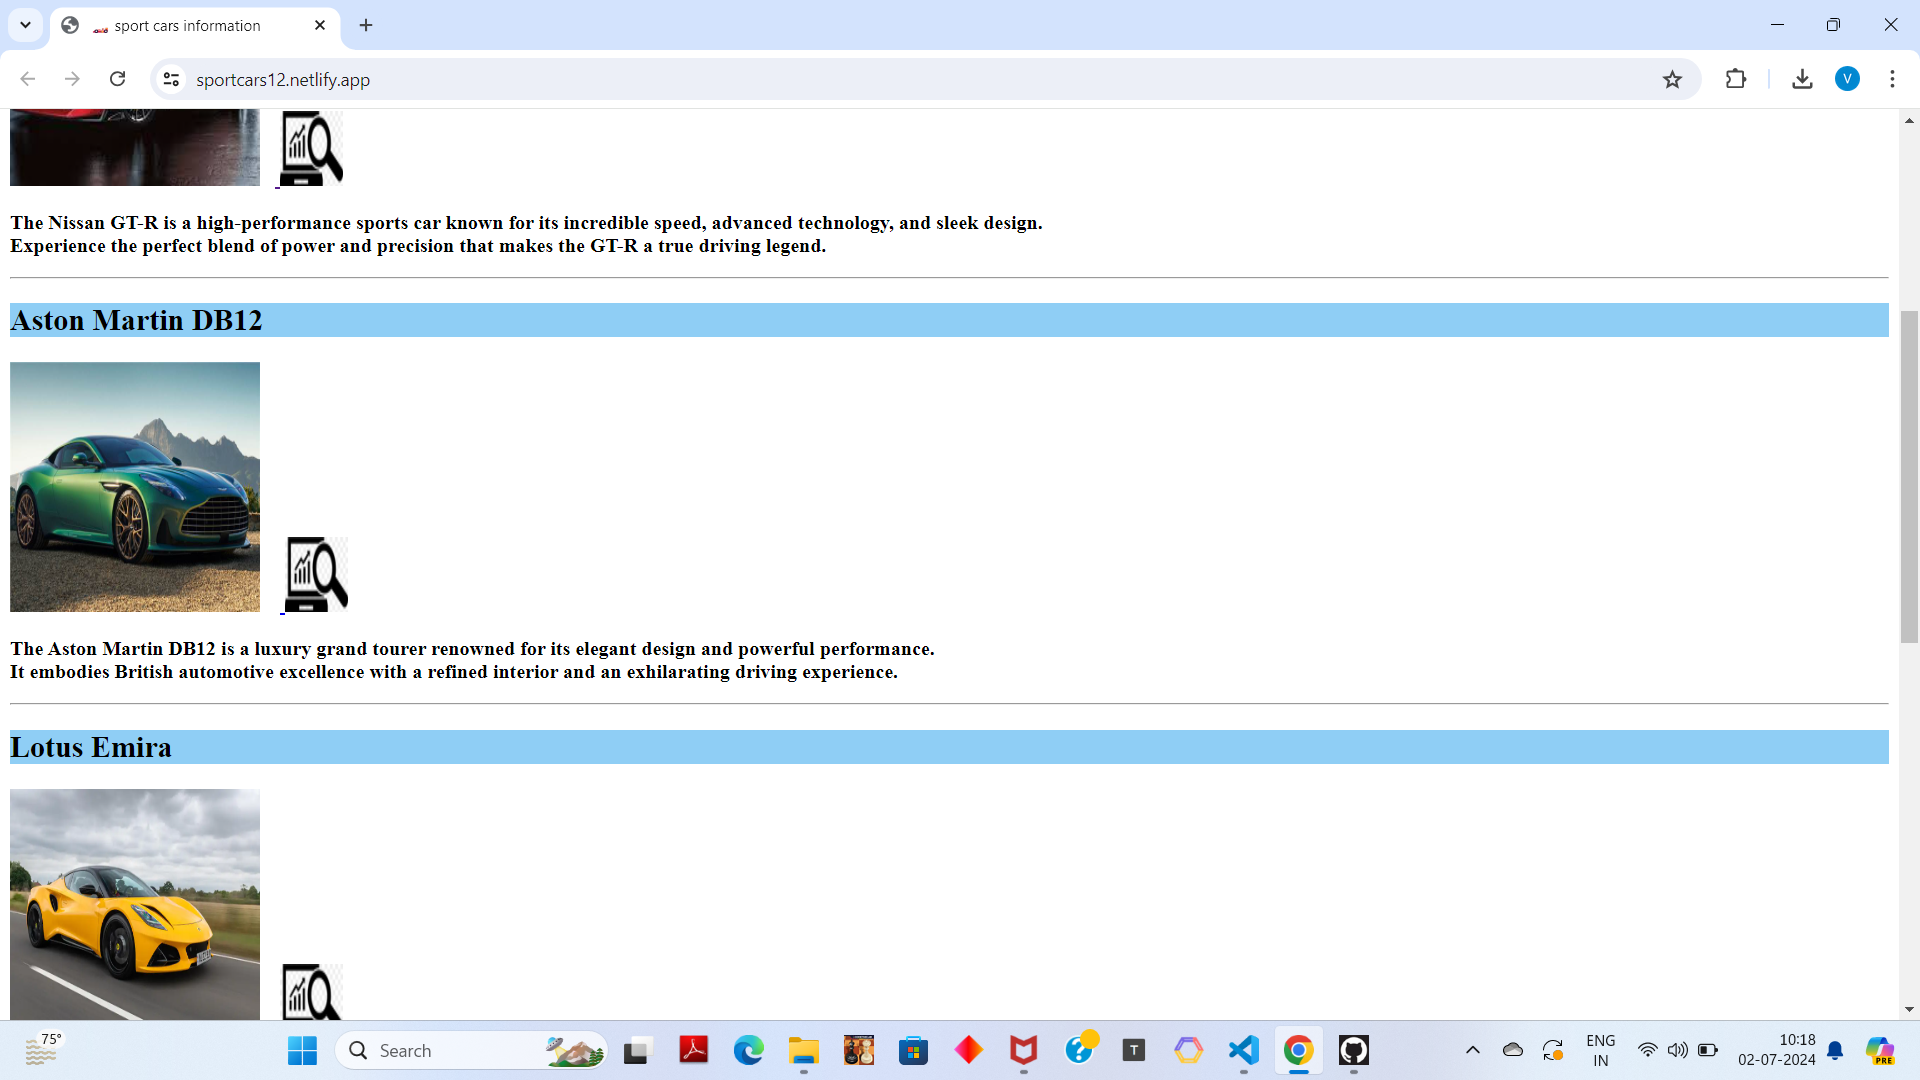 sport cars information
sportcars12.netlify.app
V
The Nissan GT-R is a high-performance sports car known for its incredible speed, advanced technology, and sleek design.
Experience the perfect blend of power and precision that makes the GT-R a true driving legend.
Aston Martin DB12
The Aston Martin DB12 is a luxury grand tourer renowned for its elegant design and powerful performance.
It embodies British automotive excellence with a refined interior and an exhilarating driving experience.
Lotus Emira
75°
Search
T
ENG
IN
10:18
02-07-2024
PRE